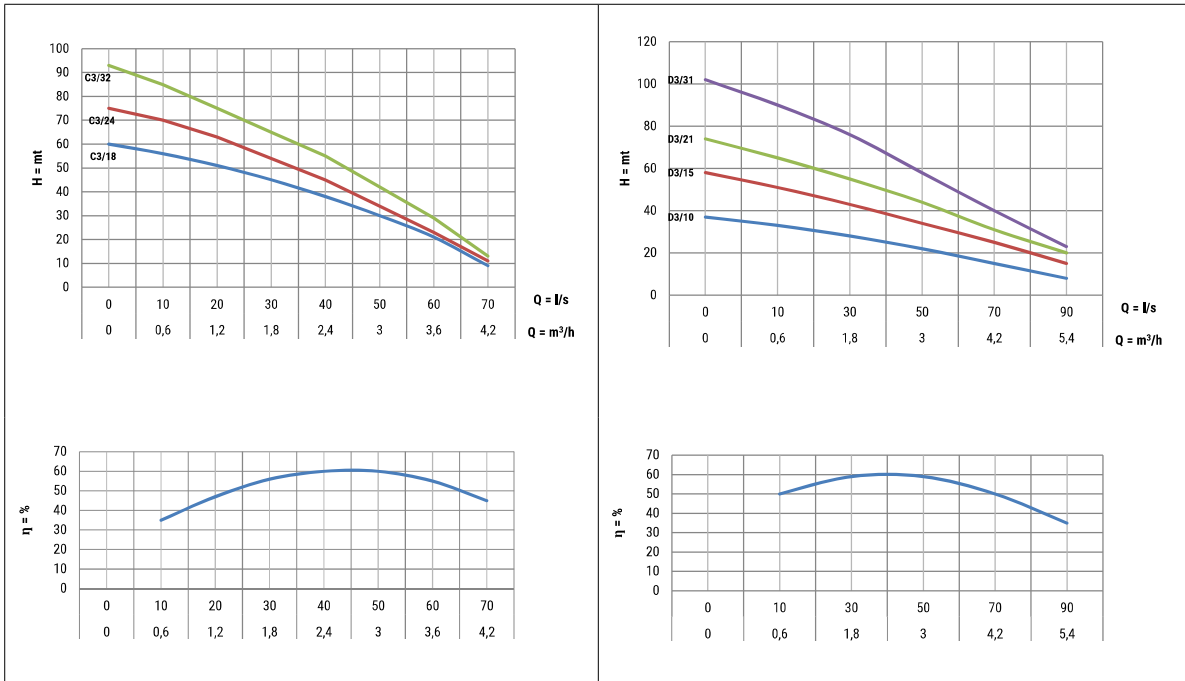 100
90
80
70
60
50
40
30
20
10
0
H = mt
C3/32
C3/24
C3/18
0 10 20 30 40 50 60 70 Q = l/s
0 0,6 1,2 1,8 2,4 3 3,6 4,2 Q = m³/h
120
100
80
60
40
20
0
H = mt
D3/31
D3/21
D3/15
D3/10
0 10 30 50 70 90 Q = l/s
0 0,6 1,8 3 4,2 5,4 Q = m³/h
70
60
50
40
30
20
10
0
η = %
0 10 20 30 40 50 60 70
0 0,6 1,2 1,8 2,4 3 3,6 4,2
70
60
50
40
30
20
10
0
η = %
0 10 30 50 70 90
0 0,6 1,8 3 4,2 5,4